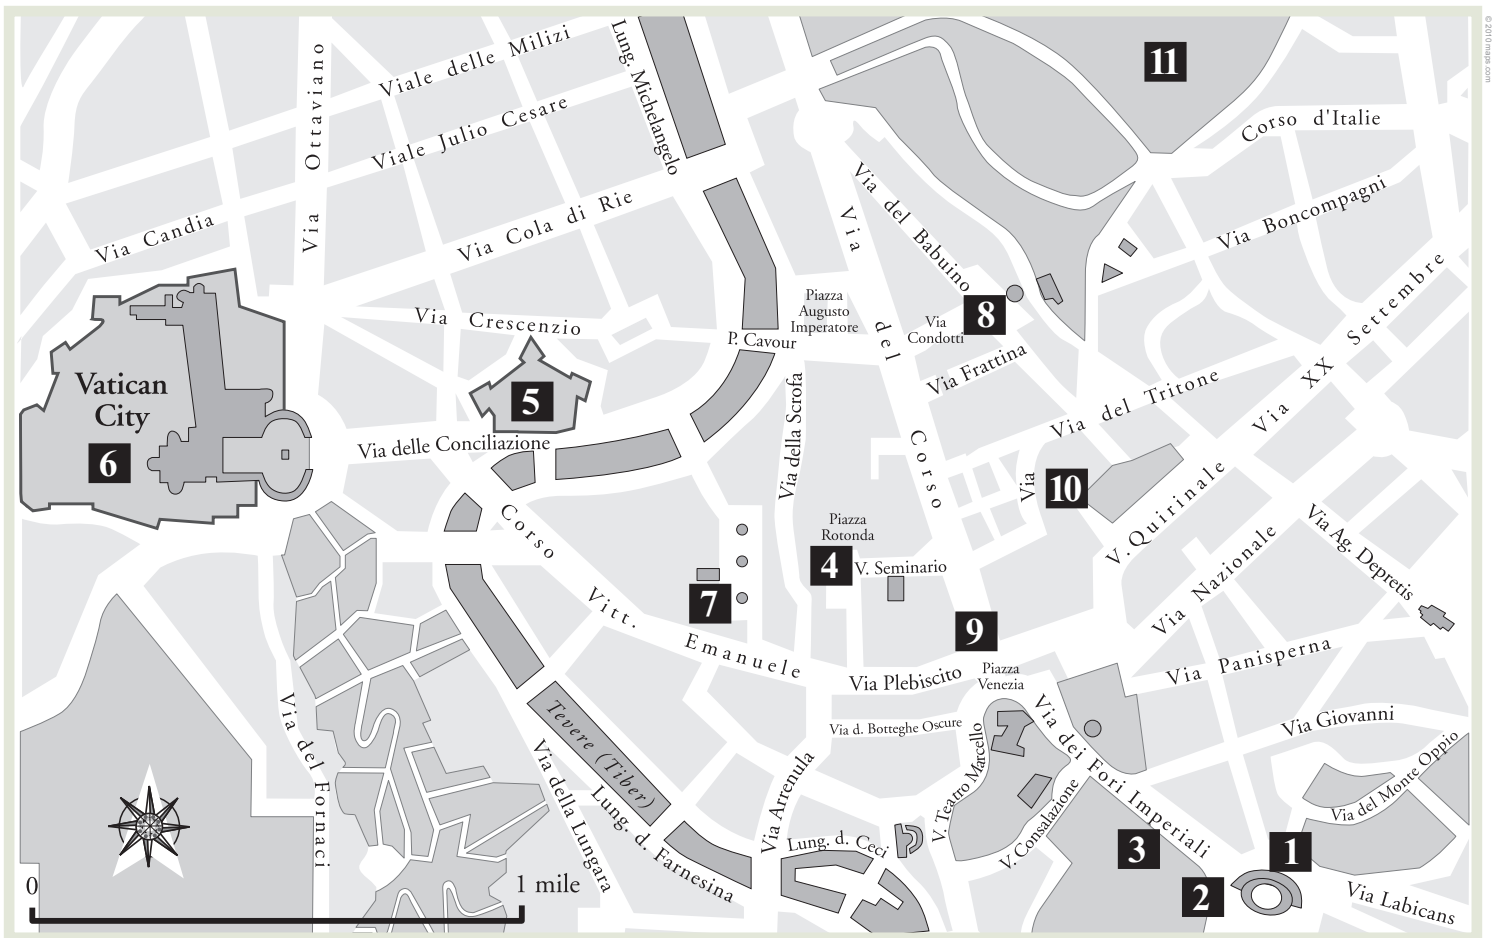 © 2010 maps.com
11
Viale delle Milizi
Lung. Michelangelo
Via Ottaviano
Viale Julio Cesare
Corso d'Italie
Via Candia
Via Cola di Rie
Via del Babuino
Via Boncompagni
Via del Corso
Via XX Settembre
Piazza
Augusto
Imperatore
8
Via
Condotti
Via Crescenzio
P. Cavour
Via Frattina
Vatican
City
6
5
Via delle Conciliazione
Via della Scrofa
Via del Tritone
Via
10
V. Quirinale
Corso Vitt. Emanuele
Piazza
Rotonda
4
V. Seminario
Via Nazionale
Via Ag. Depretis
7
9
Via Panisperna
Via Plebiscito
Piazza
Venezia
Via d. Botteghe Oscure
Via dei Fori Imperiali
Via Giovanni
Via del Monte Oppio
Via del Fornaci
Tevere (Tiber)
Via della Lungara
Lung. d. Farnesina
Via Arrenula
Lung. d. Ceci
V. Teatro Marcello
V. Consalazione
3
1
2
Via Labicans
0
1 mile